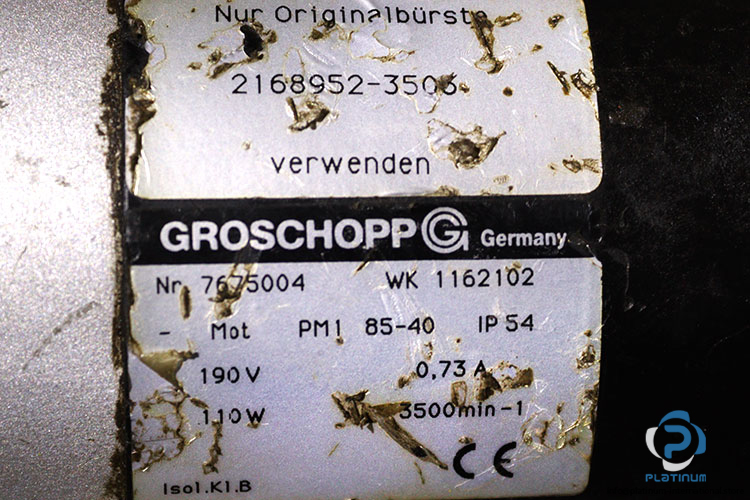 Nur Originalbürste
2168952-3506
verwenden
GROSCHOPP G Germany
Nr. 7675004 WK 1162102
- Mot PM1 85-40 IP 54
190 V 0,73 A
110W 3500min-1
CE
Isol.Kl.B
P
PLATINUM